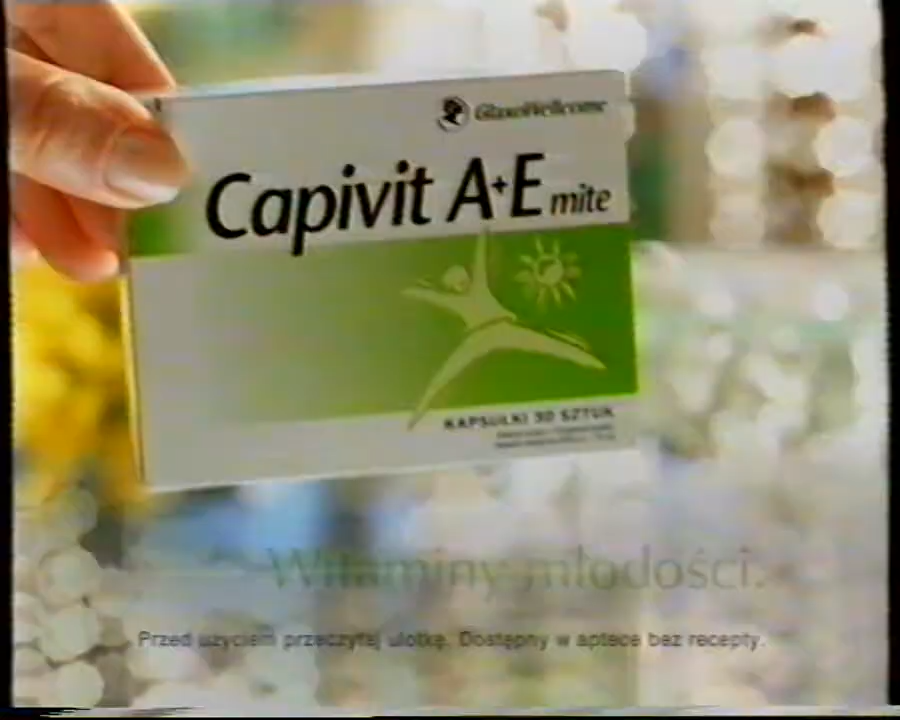 GlaxoWellcome
Capivit A+E mite
KAPSUŁKI 30 SZTUK
Witaminy młodości.
Przed użyciem przeczytaj ulotkę. Dostępny w aptece bez recepty.